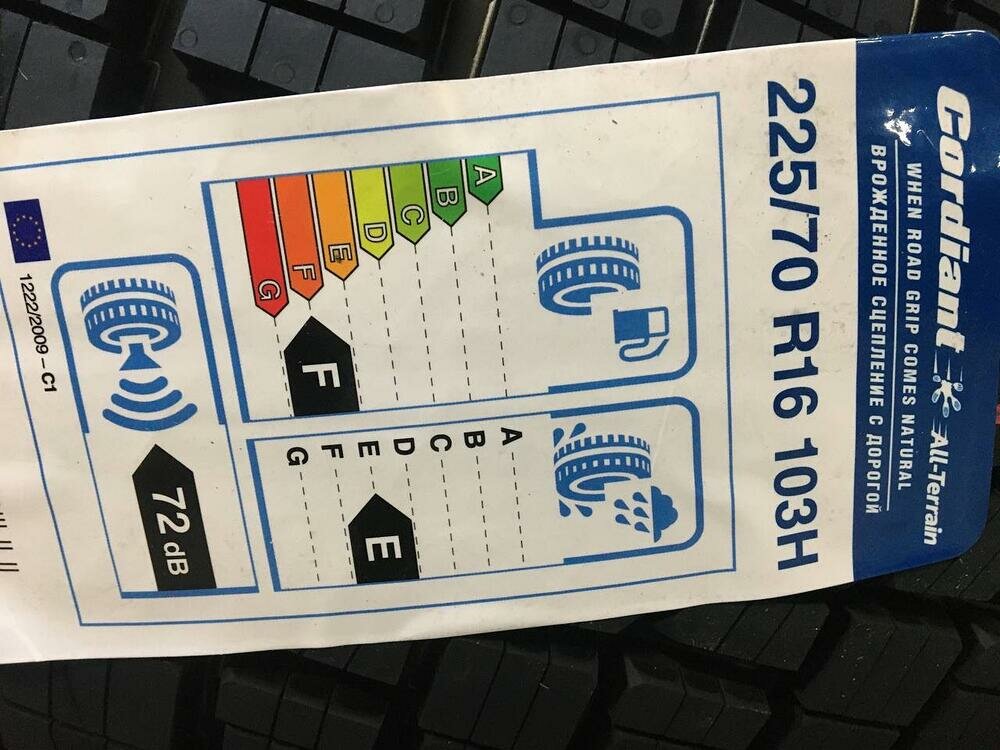 Cordiant All-Terrain
WHEN ROAD GRIP COMES NATURAL
ВРОЖДЕННОЕ СЦЕПЛЕНИЕ С ДОРОГОЙ
225/70 R16 103H
A
B
C
D
E
F
G
F
A
B
C
D
E
F
G
E
72 dB
1222/2009 – C1